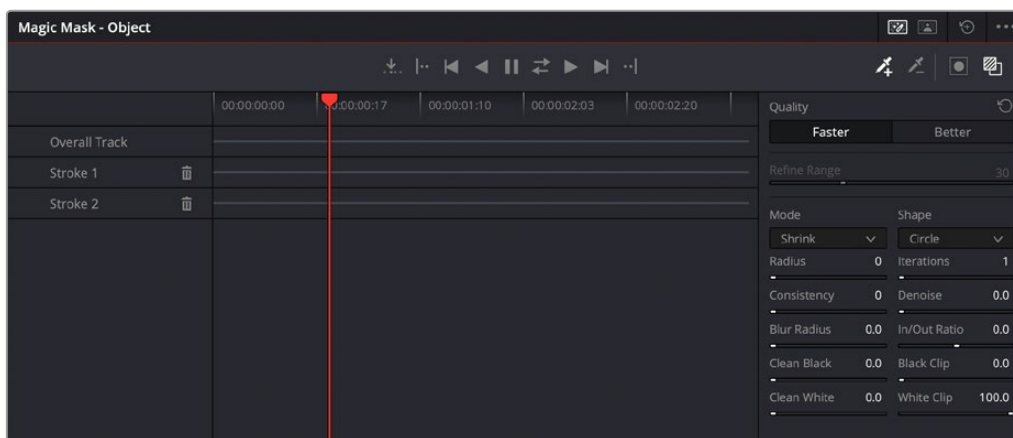 Magic Mask - Object
00:00:00:00 00:00:00:17 00:00:01:10 00:00:02:03 00:00:02:20
Overall Track
Stroke 1
Stroke 2
Quality
Faster Better
Refine Range 30
Mode Shape
Shrink Circle
Radius 0 Iterations 1
Consistency 0 Denoise 0.0
Blur Radius 0.0 In/Out Ratio 0.0
Clean Black 0.0 Black Clip 0.0
Clean White 0.0 White Clip 100.0